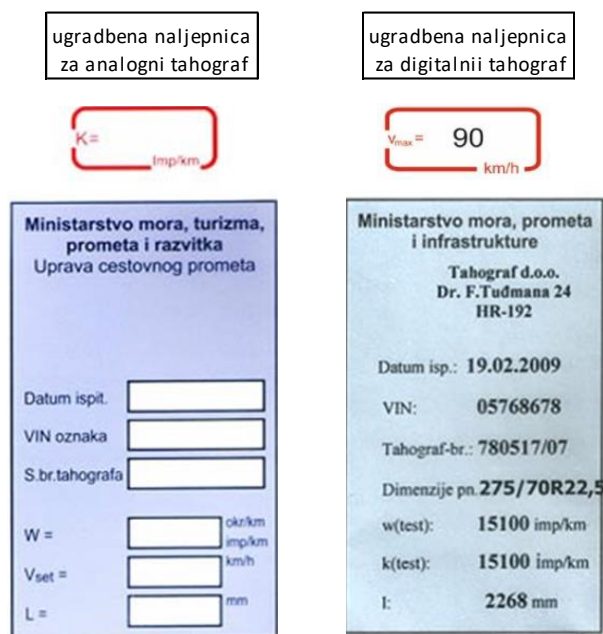 ugradbena naljepnica
za analogni tahograf
K=
Imp/km
Ministarstvo mora, turizma,
prometa i razvitka
Uprava cestovnog prometa
Datum ispit.
VIN oznaka
S.br.tahografa
W =
okr/km
imp/km
Vset =
km/h
L =
mm
ugradbena naljepnica
za digitalnii tahograf
vmax = 90
km/h
Ministarstvo mora, prometa
i infrastrukture
Tahograf d.o.o.
Dr. F.Tuđmana 24
HR-192
Datum isp.: 19.02.2009
VIN: 05768678
Tahograf-br.: 780517/07
Dimenzije pn. 275/70R22,5
w(test): 15100 imp/km
k(test): 15100 imp/km
l: 2268 mm